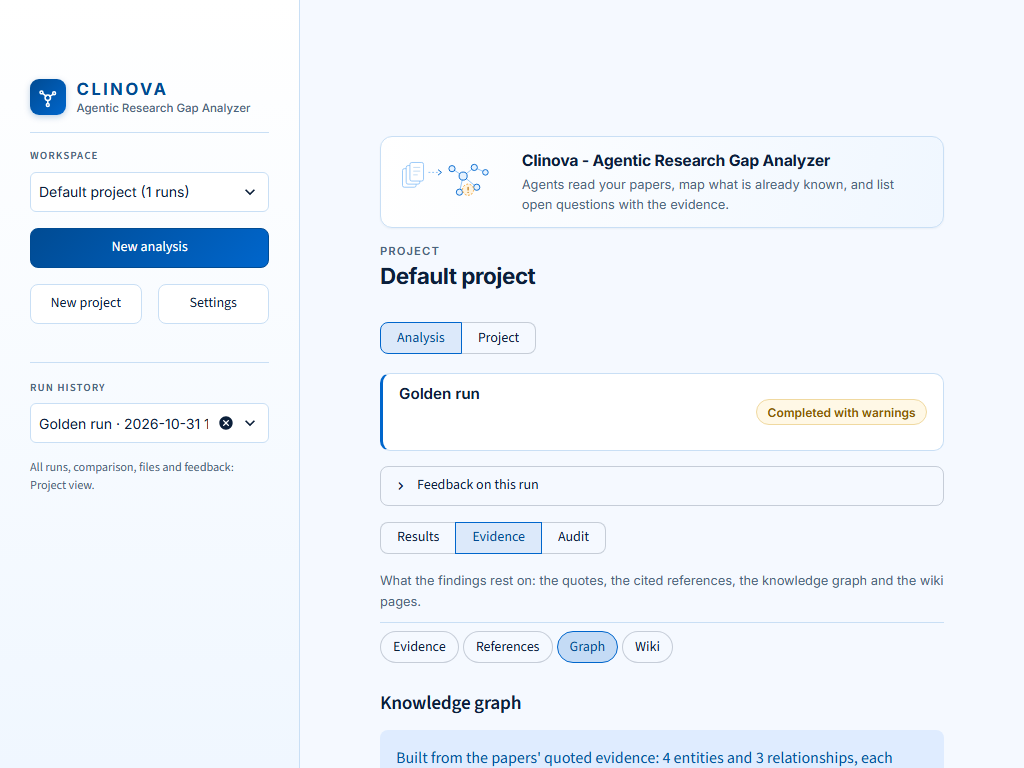 CLINOVA
Agentic Research Gap Analyzer
WORKSPACE
Default project (1 runs)
New analysis
New project
Settings
RUN HISTORY
Golden run · 2026-10-31 1
All runs, comparison, files and feedback:
Project view.
Clinova - Agentic Research Gap Analyzer
Agents read your papers, map what is already known, and list
open questions with the evidence.
PROJECT
Default project
Analysis
Project
Golden run
Completed with warnings
Feedback on this run
Results
Evidence
Audit
What the findings rest on: the quotes, the cited references, the knowledge graph and the wiki
pages.
Evidence
References
Graph
Wiki
Knowledge graph
Built from the papers' quoted evidence: 4 entities and 3 relationships, each